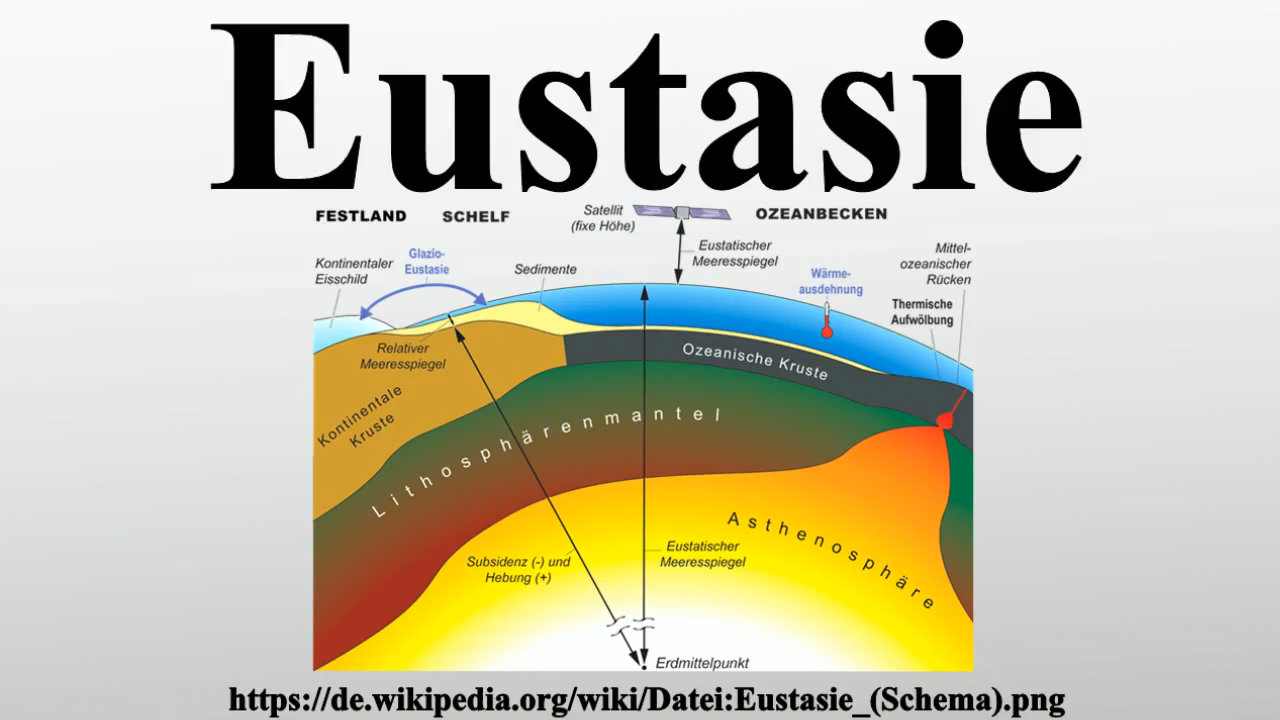 Eustasie
FESTLAND
SCHELF
Satellit
(fixe Höhe)
OZEANBECKEN
Eustatischer
Meeresspiegel
Mittel-
ozeanischer
Rücken
Kontinentaler
Eisschild
Glazio-
Eustasie
Sedimente
Wärme-
ausdehnung
Thermische
Aufwölbung
Relativer
Meeresspiegel
Ozeanische Kruste
Kontinentale
Kruste
Lithosphärenmantel
Asthenosphäre
Subsidenz (-) und
Hebung (+)
Eustatischer
Meeresspiegel
Erdmittelpunkt
https://de.wikipedia.org/wiki/Datei:Eustasie_(Schema).png